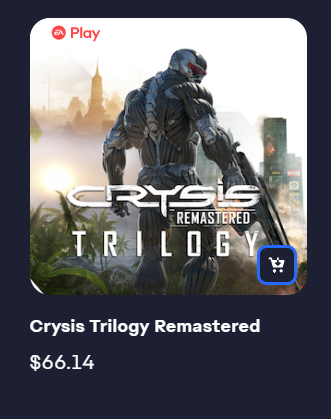 EA Play
CRYSIS
REMASTERED
TRILOGY
Crysis Trilogy Remastered
$66.14